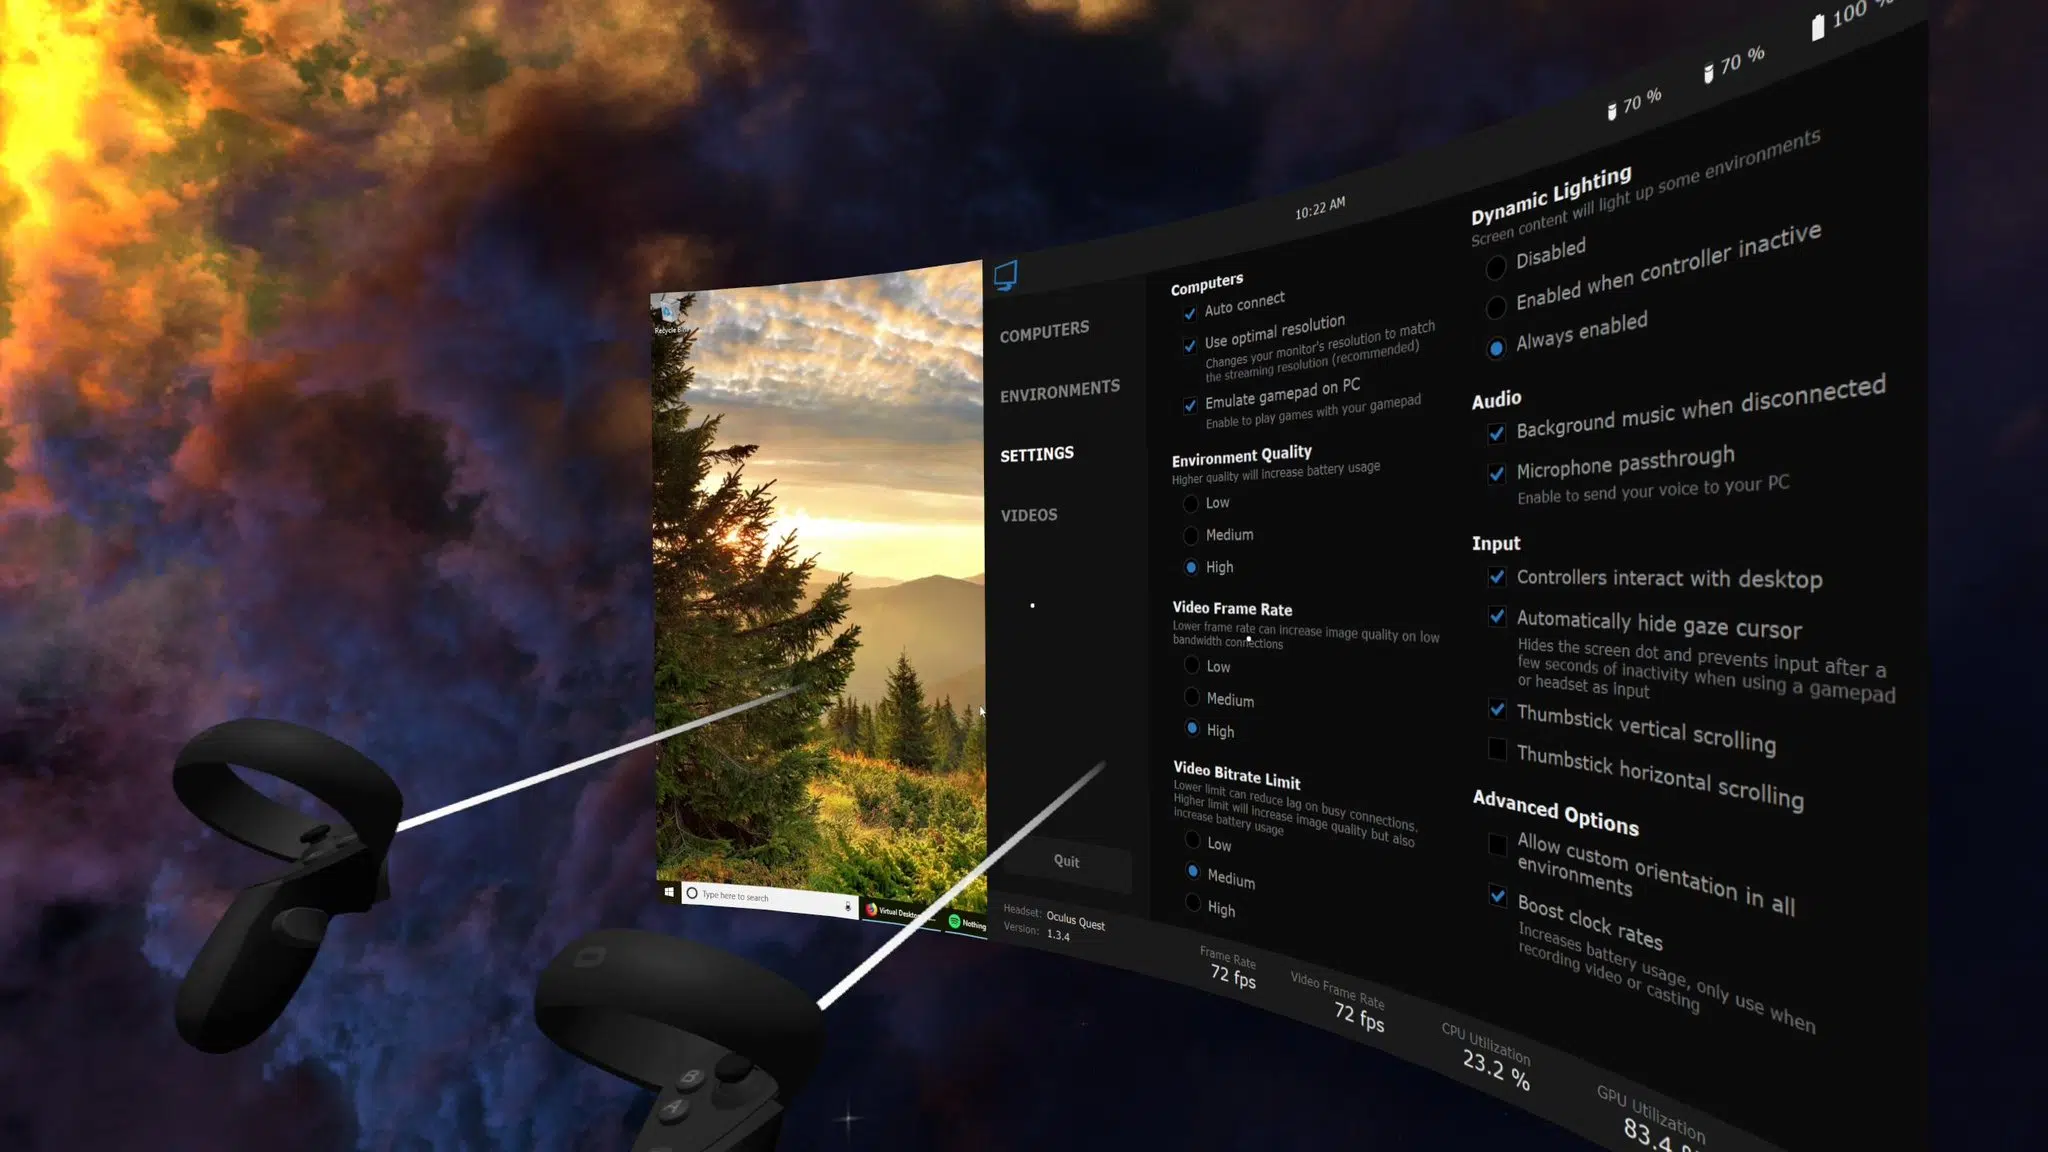 100 %
70 %
70 %
10:22 AM
Recycle Bin
Type here to search
Virtual Desktop
Nothing
COMPUTERS
ENVIRONMENTS
SETTINGS
VIDEOS
Quit
Headset: Oculus Quest
Version: 1.3.4
Computers
Auto connect
Use optimal resolution
Changes your monitor's resolution to match
the streaming resolution (recommended)
Emulate gamepad on PC
Enable to play games with your gamepad
Environment Quality
Higher quality will increase battery usage
Low
Medium
High
Video Frame Rate
Lower frame rate can increase image quality on low
bandwidth connections
Low
Medium
High
Video Bitrate Limit
Lower limit can reduce lag on busy connections.
Higher limit will increase image quality but also
increase battery usage
Low
Medium
High
Dynamic Lighting
Screen content will light up some environments
Disabled
Enabled when controller inactive
Always enabled
Audio
Background music when disconnected
Microphone passthrough
Enable to send your voice to your PC
Input
Controllers interact with desktop
Automatically hide gaze cursor
Hides the screen dot and prevents input after a
few seconds of inactivity when using a gamepad
or headset as input
Thumbstick vertical scrolling
Thumbstick horizontal scrolling
Advanced Options
Allow custom orientation in all
environments
Boost clock rates
Increases battery usage, only use when
recording video or casting
Frame Rate
72 fps
Video Frame Rate
72 fps
CPU Utilization
23.2 %
GPU Utilization
83.4 %
B
A